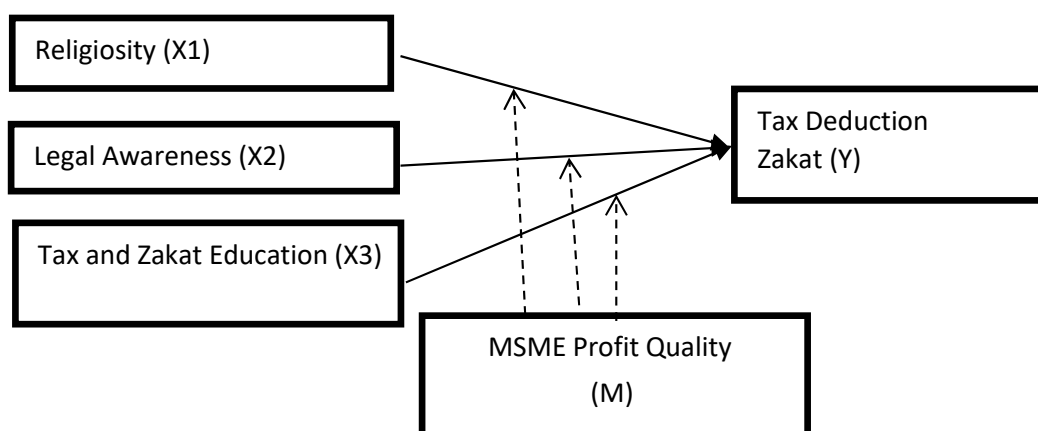 Religiosity (X1)
Legal Awareness (X2)
Tax and Zakat Education (X3)
Tax Deduction
Zakat (Y)
MSME Profit Quality
(M)